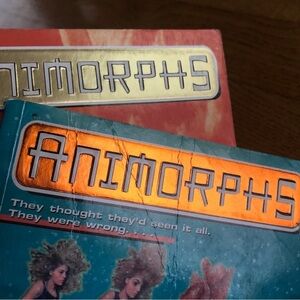 NIMORPHS
ANIMORPHS
They thought they'd seen it all.
They were wrong. . . .